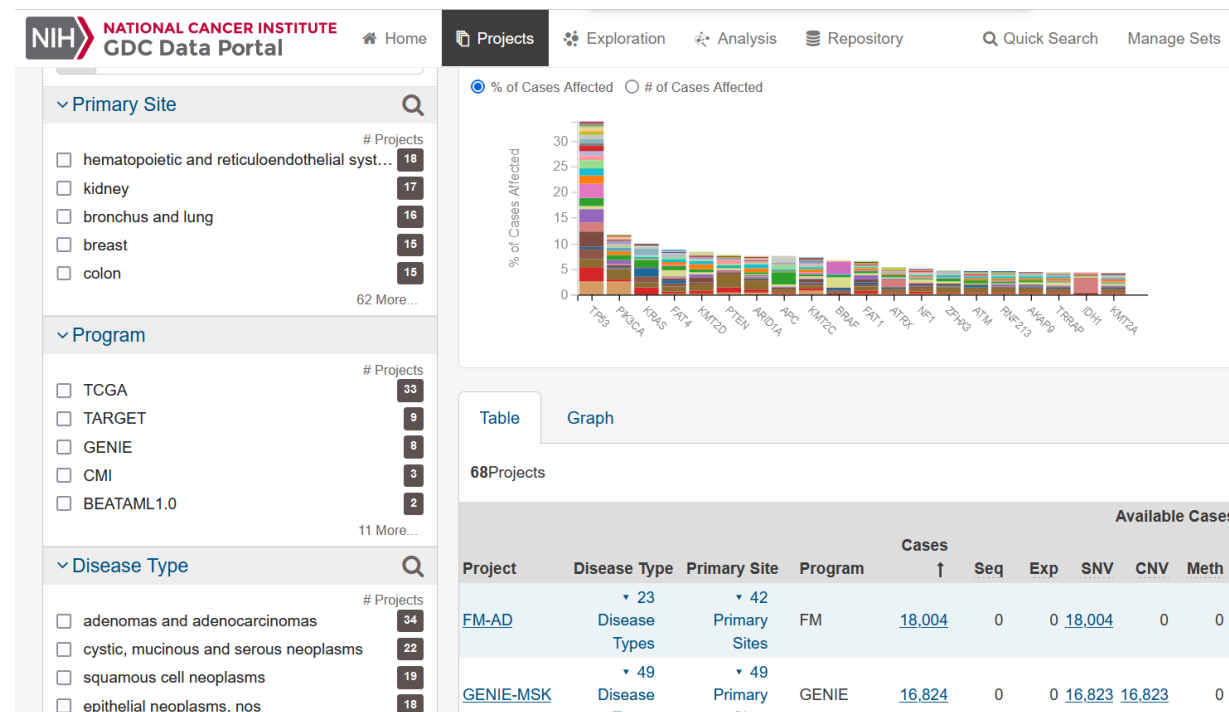 NIH NATIONAL CANCER INSTITUTE
GDC Data Portal
Home
Projects
Exploration
Analysis
Repository
Quick Search
Manage Sets
Primary Site
# Projects
hematopoietic and reticuloendothelial syst... 18
kidney 17
bronchus and lung 16
breast 15
colon 15
62 More...
Program
# Projects
TCGA 33
TARGET 9
GENIE 8
CMI 3
BEATAML1.0 2
11 More...
Disease Type
# Projects
adenomas and adenocarcinomas 34
cystic, mucinous and serous neoplasms 22
squamous cell neoplasms 19
epithelial neoplasms, nos 18
% of Cases Affected # of Cases Affected
% of Cases Affected
30
25
20
15
10
5
0
TP53
PIK3CA
KRAS
FAT4
KMT2D
PTEN
ARID1A
APC
KMT2C
BRAF
FAT1
ATRX
NF1
ZFHX3
ATM
RNF213
AKAP9
TRRAP
IDH1
KMT2A
Table
Graph
68Projects
Available Cases
Project Disease Type Primary Site Program Cases ↑ Seq Exp SNV CNV Meth
FM-AD
23 Disease Types
42 Primary Sites
FM 18,004 0 0 18,004 0 0
GENIE-MSK
49 Disease
49 Primary
GENIE 16,824 0 0 16,823 16,823 0